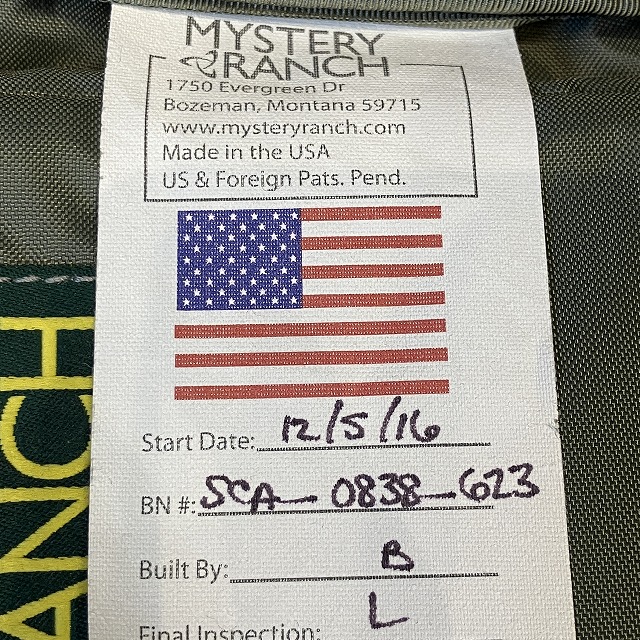 MYSTERY
RANCH
1750 Evergreen Dr
Bozeman, Montana 59715
www.mysteryranch.com
Made in the USA
US & Foreign Pats. Pend.
Start Date: 12/5/16
BN #: SCA-0838-623
Built By: B
Final Inspection: L
ANCH